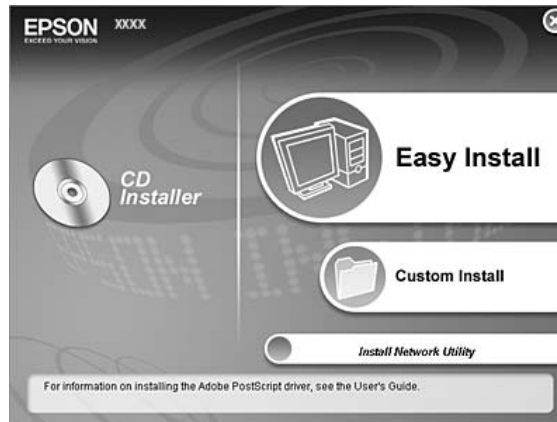 EPSON
EXCEED YOUR VISION
XXXX
Easy Install
CD
Installer
Custom Install
Install Network Utility
For information on installing the Adobe PostScript driver, see the User's Guide.